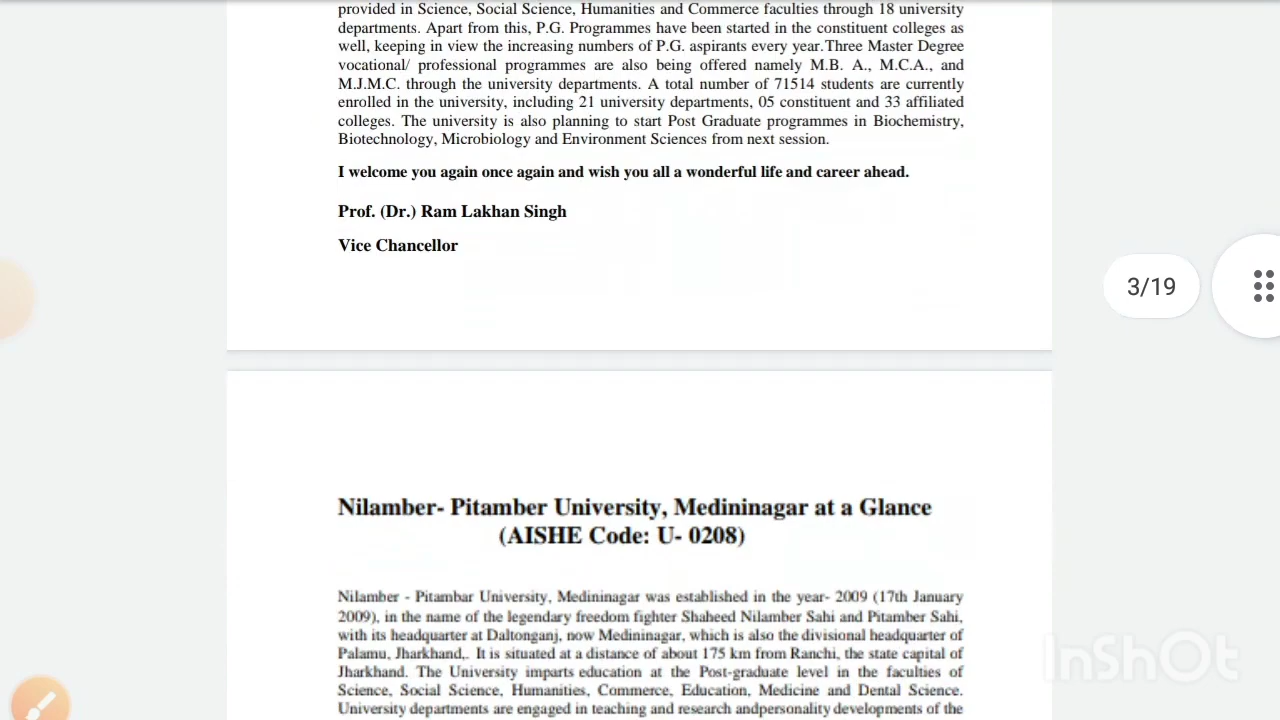 provided in Science, Social Science, Humanities and Commerce faculties through 18 university
departments. Apart from this, P.G. Programmes have been started in the constituent colleges as
well, keeping in view the increasing numbers of P.G. aspirants every year.Three Master Degree
vocational/ professional programmes are also being offered namely M.B. A., M.C.A., and
M.J.M.C. through the university departments. A total number of 71514 students are currently
enrolled in the university, including 21 university departments, 05 constituent and 33 affiliated
colleges. The university is also planning to start Post Graduate programmes in Biochemistry,
Biotechnology, Microbiology and Environment Sciences from next session.
I welcome you again once again and wish you all a wonderful life and career ahead.
Prof. (Dr.) Ram Lakhan Singh
Vice Chancellor
3/19
Nilamber- Pitamber University, Medininagar at a Glance
(AISHE Code: U- 0208)
Nilamber - Pitambar University, Medininagar was established in the year- 2009 (17th January
2009), in the name of the legendary freedom fighter Shaheed Nilamber Sahi and Pitamber Sahi,
with its headquarter at Daltonganj, now Medininagar, which is also the divisional headquarter of
Palamu, Jharkhand,. It is situated at a distance of about 175 km from Ranchi, the state capital of
Jharkhand. The University imparts education at the Post-graduate level in the faculties of
Science, Social Science, Humanities, Commerce, Education, Medicine and Dental Science.
University departments are engaged in teaching and research andpersonality developments of the
InShOt